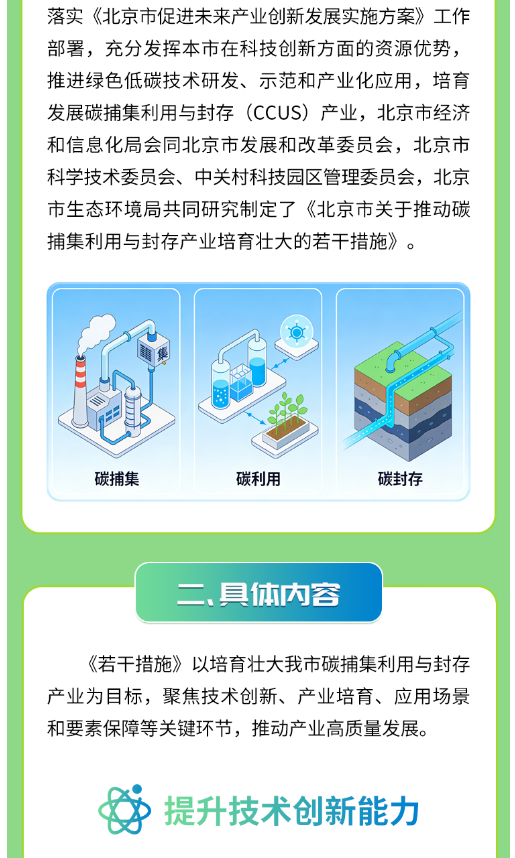 落实《北京市促进未来产业创新发展实施方案》工作
部署，充分发挥本市在科技创新方面的资源优势，
推进绿色低碳技术研发、示范和产业化应用，培育
发展碳捕集利用与封存（CCUS）产业，北京市经济
和信息化局会同北京市发展和改革委员会，北京市
科学技术委员会、中关村科技园区管理委员会，北京
市生态环境局共同研究制定了《北京市关于推动碳
捕集利用与封存产业培育壮大的若干措施》。
集
碳捕集
碳利用
碳封存
二、具体内容
《若干措施》以培育壮大我市碳捕集利用与封存
产业为目标，聚焦技术创新、产业培育、应用场景
和要素保障等关键环节，推动产业高质量发展。
提升技术创新能力